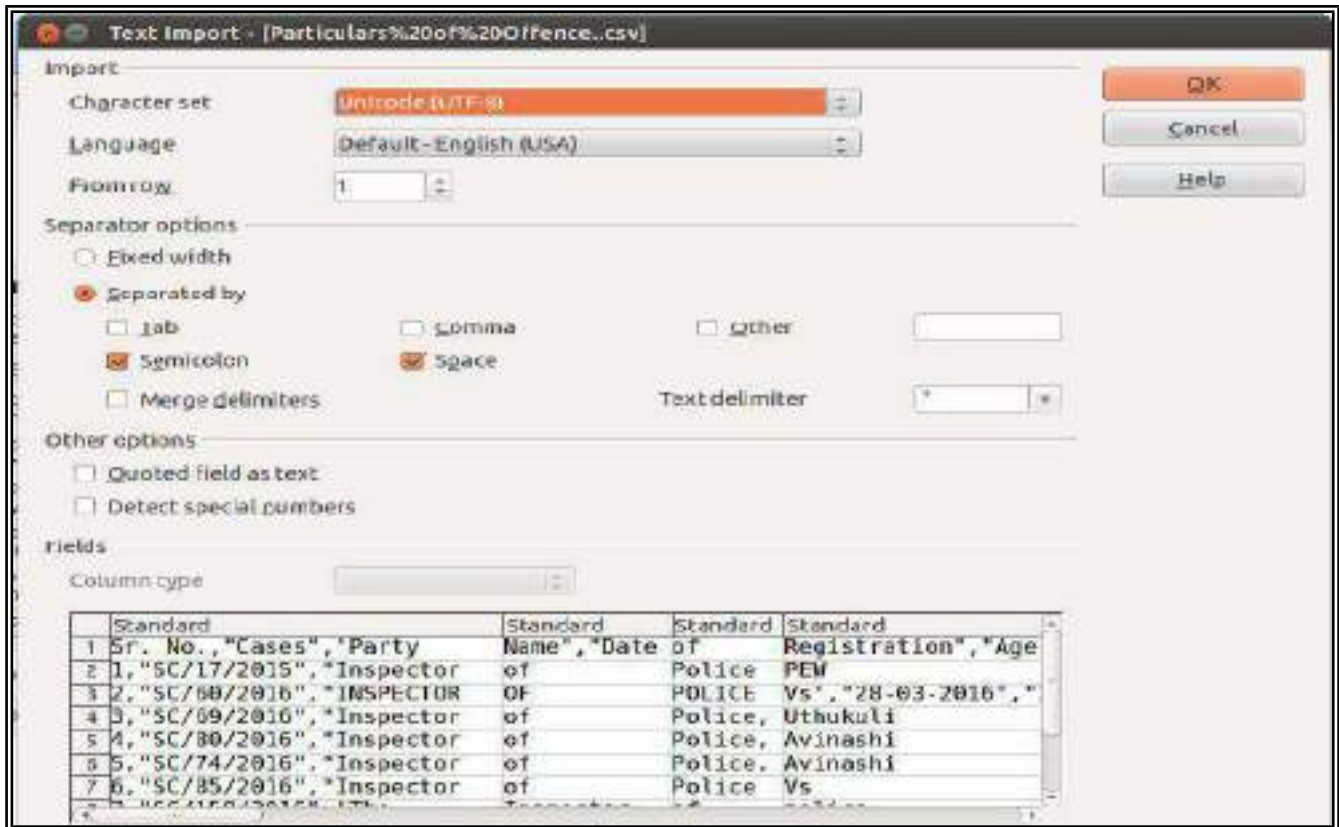 Text Import - [Particulars%20of%20Offence..csv]
Import
OK
Character set Unicode (UTF-8)
Cancel
Language Default - English (USA)
Help
From row 1
Separator options
Fixed width
Separated by
Tab Comma Other
Semicolon Space
Merge delimiters Text delimiter "
Other options
Quoted field as text
Detect special numbers
Fields
Column type
Standard Standard Standard Standard
1 Sr. No.,"Cases","Party Name","Date of Registration","Age
2 1,"SC/17/2015","Inspector of Police PEW
3 2,"SC/60/2016","INSPECTOR OF POLICE Vs","28-03-2016","
4 3,"SC/69/2016","Inspector of Police, Uthukuli
5 4,"SC/80/2016","Inspector of Police, Avinashi
6 5,"SC/74/2016","Inspector of Police, Avinashi
7 6,"SC/85/2016","Inspector of Police Vs